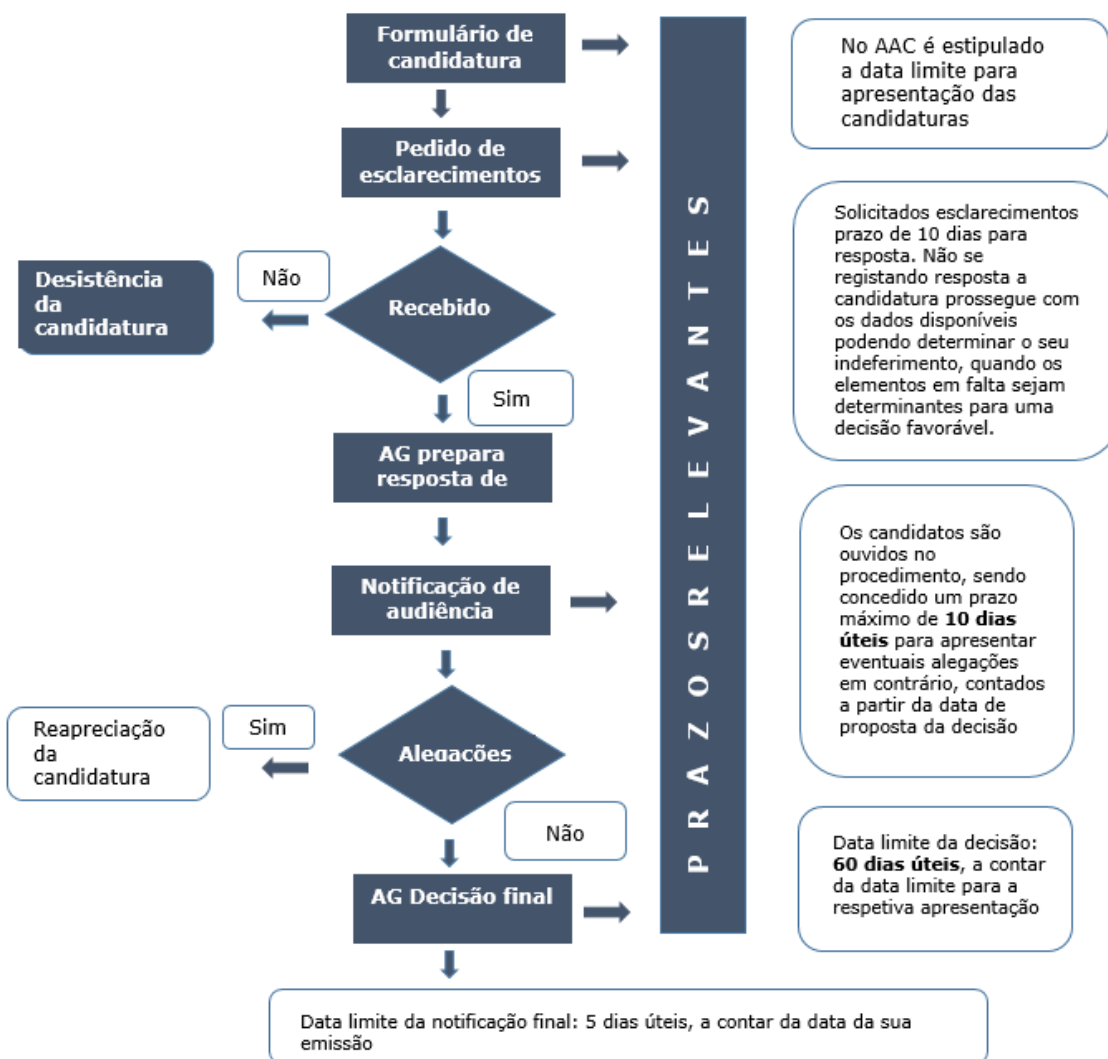 Formulário de
candidatura
No AAC é estipulado
a data limite para
apresentação das
candidaturas
Pedido de
esclarecimentos
Solicitados esclarecimentos
prazo de 10 dias para
resposta. Não se
registando resposta a
candidatura prossegue com
os dados disponíveis
podendo determinar o seu
indeferimento, quando os
elementos em falta sejam
determinantes para uma
decisão favorável.
Recebido
Não
Desistência
da
candidatura
Sim
AG prepara
resposta de
Notificação de
audiência
Os candidatos são
ouvidos no
procedimento, sendo
concedido um prazo
máximo de 10 dias
úteis para apresentar
eventuais alegações
em contrário, contados
a partir da data de
proposta da decisão
Alegações
Sim
Reapreciação
da
candidatura
Não
AG Decisão final
Data limite da decisão:
60 dias úteis, a contar
da data limite para a
respetiva apresentação
PRAZOSRELEVANTES
Data limite da notificação final: 5 dias úteis, a contar da data da sua
emissão